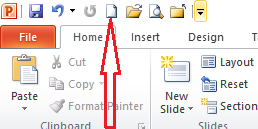 P
File Home Insert Design
Paste
Cut
Copy
Format Painter
Clipboard
New
Slide
Layout
Reset
Section
Slides